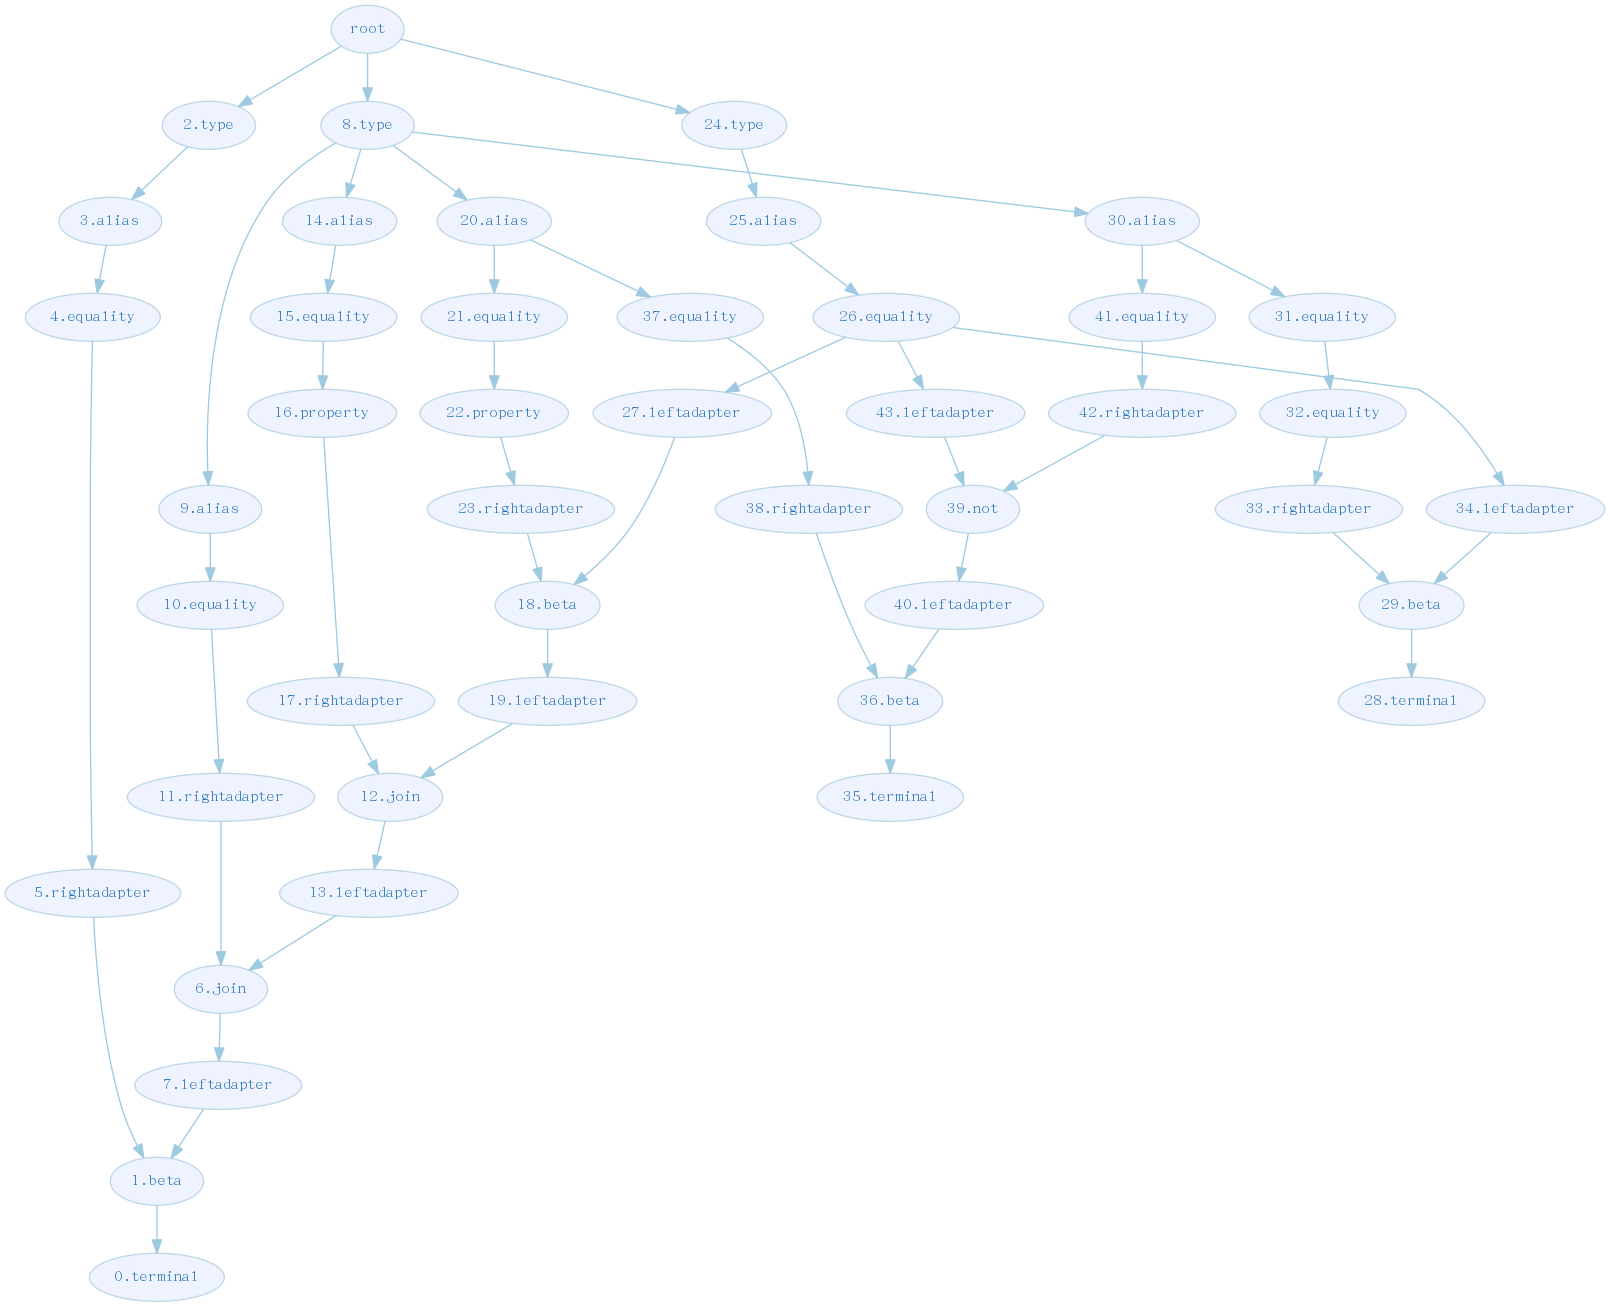 root
2.type
8.type
24.type
3.alias
14.alias
20.alias
25.alias
30.alias
4.equality
15.equality
21.equality
37.equality
26.equality
41.equality
31.equality
16.property
22.property
27.leftadapter
43.leftadapter
42.rightadapter
32.equality
9.alias
23.rightadapter
38.rightadapter
39.not
33.rightadapter
34.leftadapter
10.equality
18.beta
40.leftadapter
29.beta
17.rightadapter
19.leftadapter
36.beta
28.terminal
11.rightadapter
12.join
35.terminal
5.rightadapter
13.leftadapter
6.join
7.leftadapter
1.beta
0.terminal